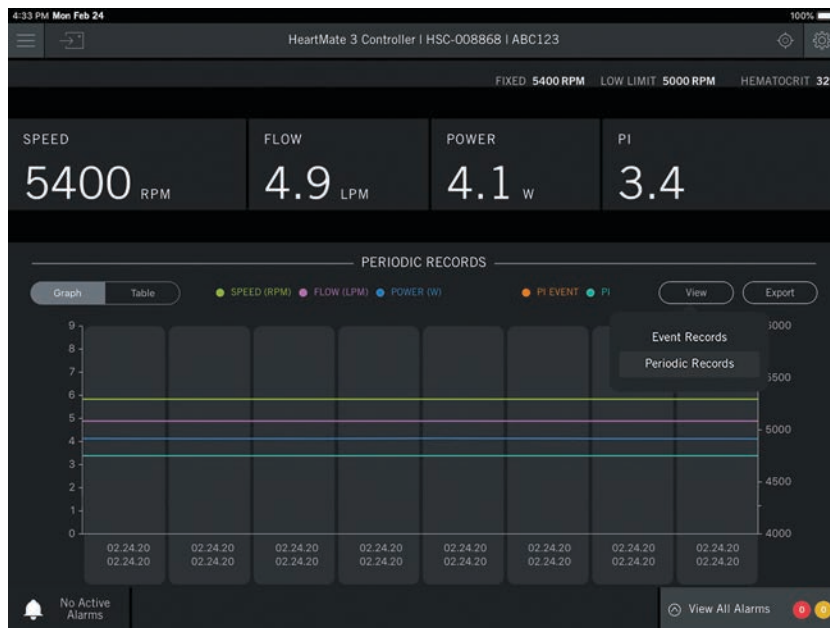 4:33 PM Mon Feb 24
100%
HeartMate 3 Controller | HSC-008868 | ABC123
FIXED 5400 RPM LOW LIMIT 5000 RPM HEMATOCRIT 32
SPEED FLOW POWER PI
5400 RPM 4.9 LPM 4.1 W 3.4
PERIODIC RECORDS
Graph Table SPEED (RPM) FLOW (LPM) POWER (W) PI EVENT PI View Export
Event Records
Periodic Records
9
8
7
6
5
4
3
2
1
0
5000
4500
4000
02.24.20 02.24.20 02.24.20 02.24.20 02.24.20 02.24.20 02.24.20 02.24.20
02.24.20 02.24.20 02.24.20 02.24.20 02.24.20 02.24.20 02.24.20 02.24.20
No Active
Alarms
View All Alarms 0 0